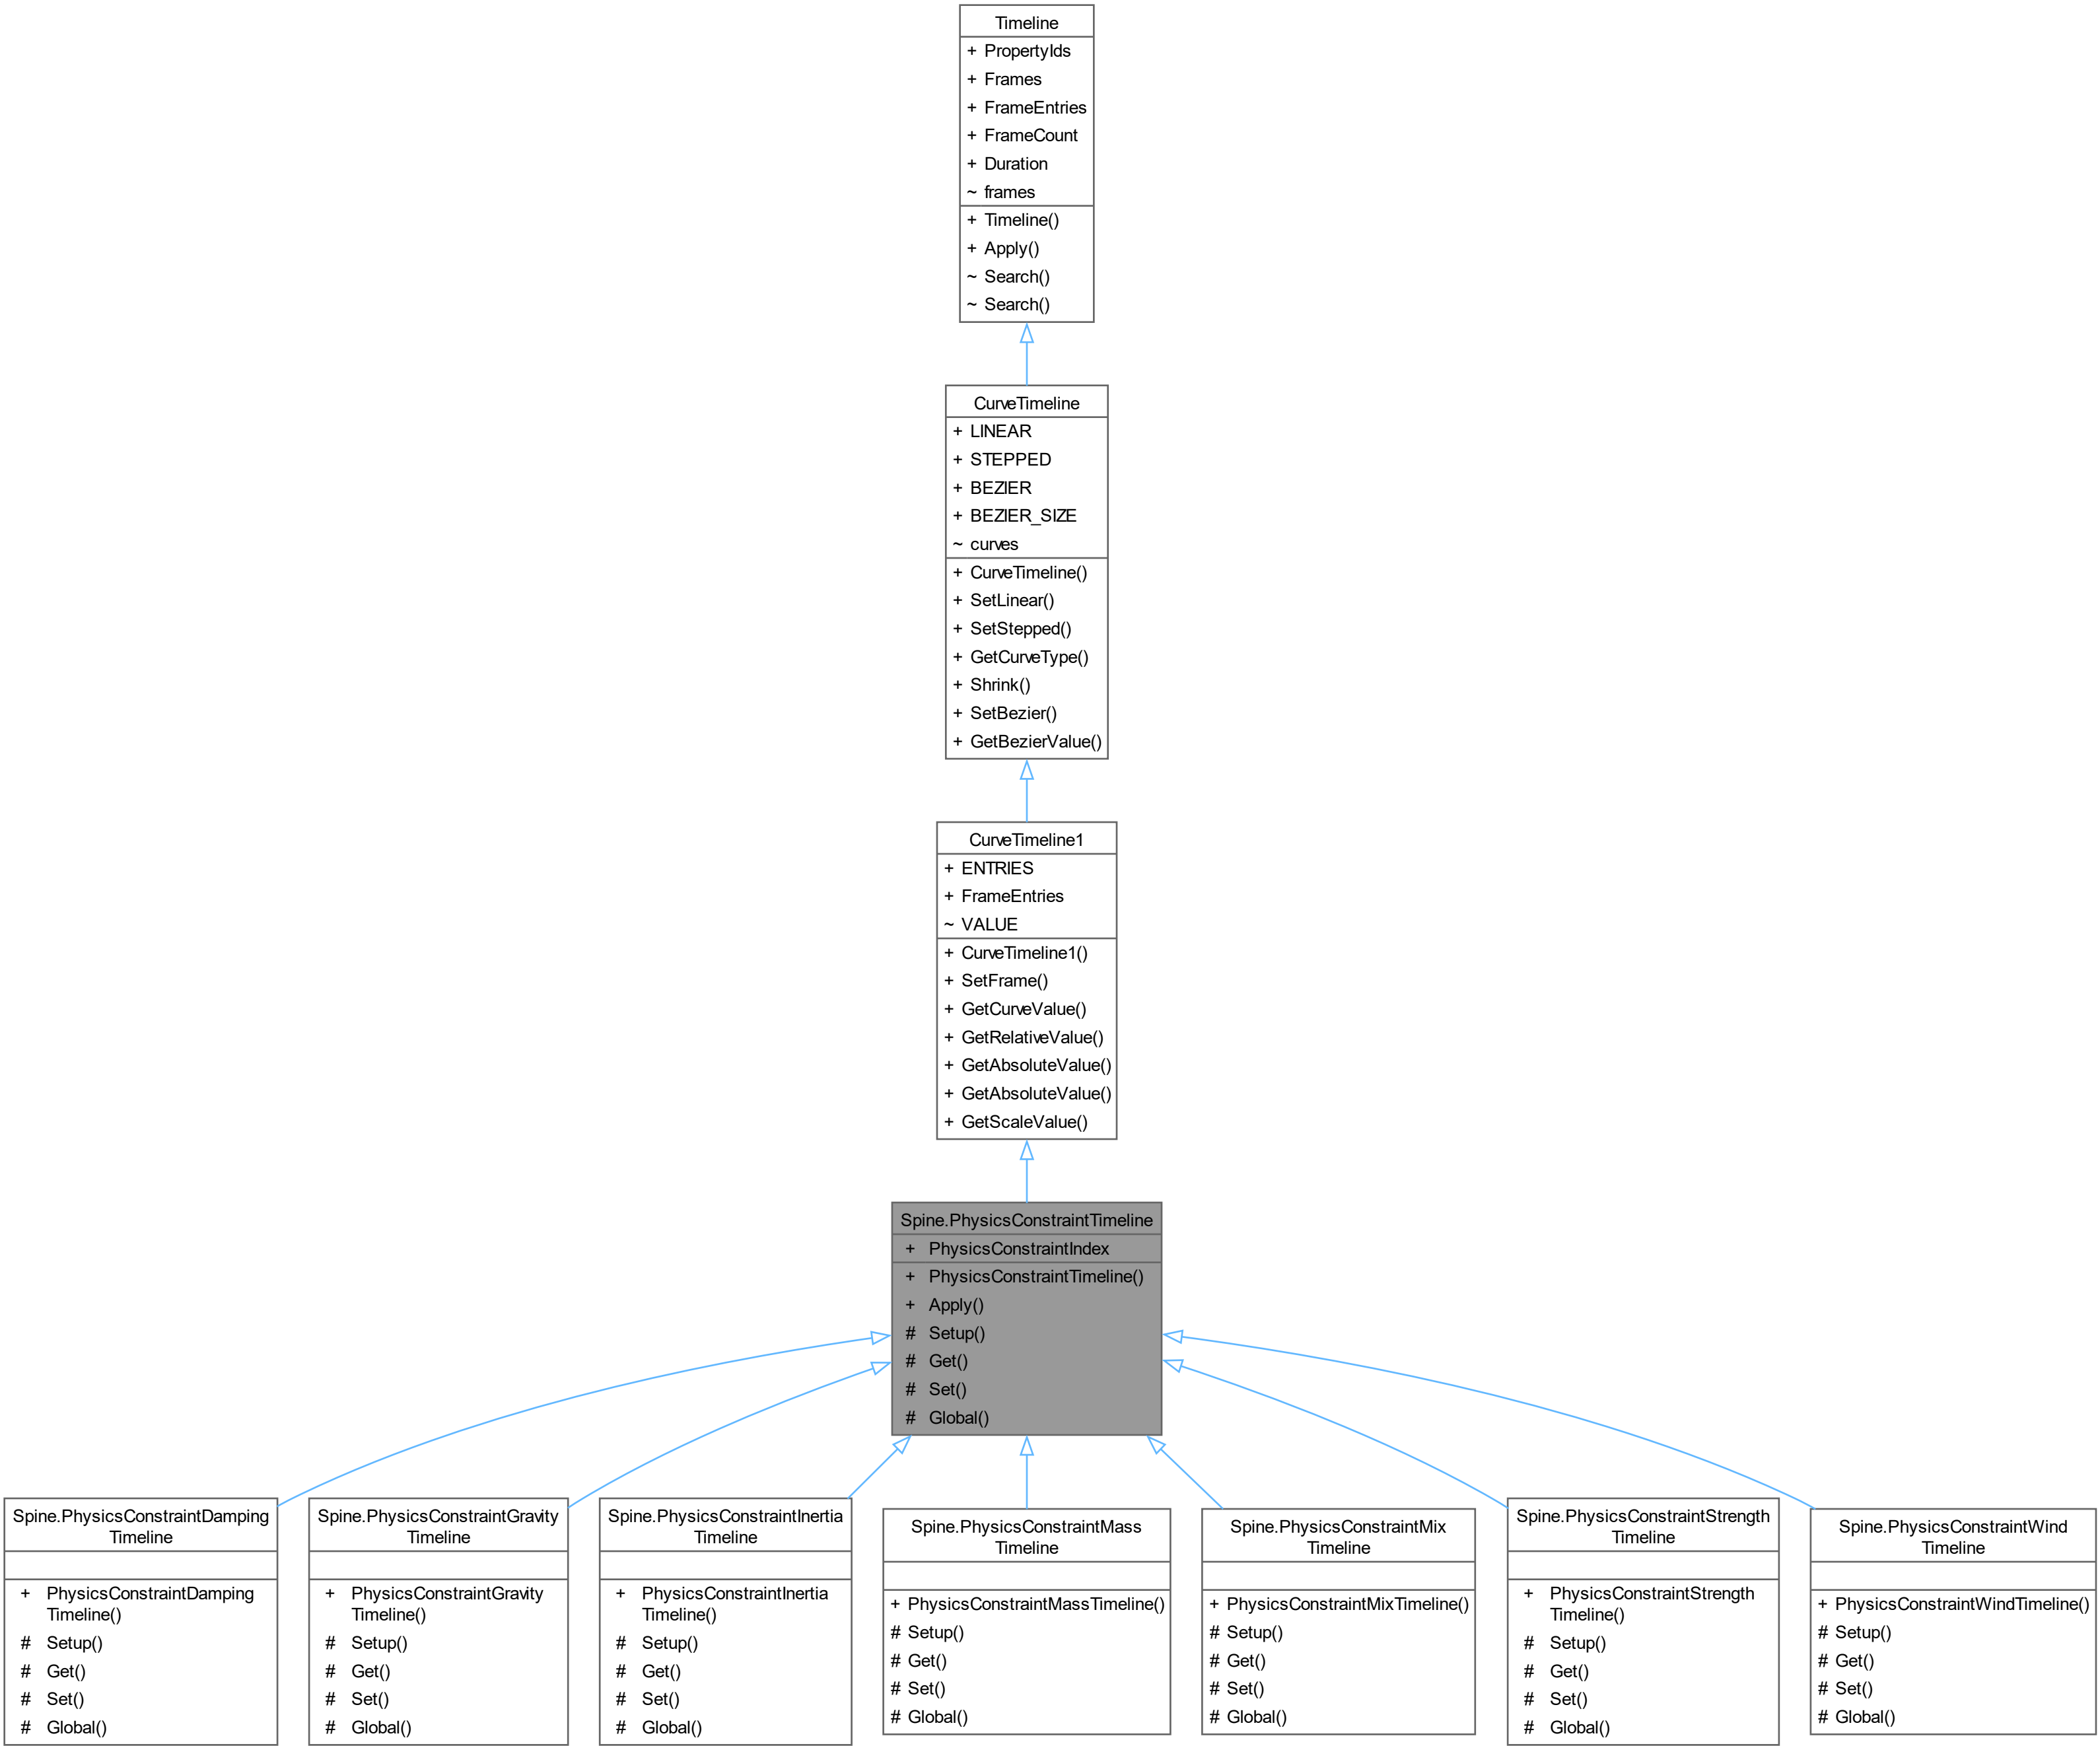 Timeline
+ PropertyIds
+ Frames
+ FrameEntries
+ FrameCount
+ Duration
~ frames
+ Timeline()
+ Apply()
~ Search()
~ Search()
CurveTimeline
+ LINEAR
+ STEPPED
+ BEZIER
+ BEZIER_SIZE
~ curves
+ CurveTimeline()
+ SetLinear()
+ SetStepped()
+ GetCurveType()
+ Shrink()
+ SetBezier()
+ GetBezierValue()
CurveTimeline1
+ ENTRIES
+ FrameEntries
~ VALUE
+ CurveTimeline1()
+ SetFrame()
+ GetCurveValue()
+ GetRelativeValue()
+ GetAbsoluteValue()
+ GetAbsoluteValue()
+ GetScaleValue()
Spine.PhysicsConstraintTimeline
+ PhysicsConstraintIndex
+ PhysicsConstraintTimeline()
+ Apply()
# Setup()
# Get()
# Set()
# Global()
Spine.PhysicsConstraintDamping
Timeline
+ PhysicsConstraintDamping
Timeline()
# Setup()
# Get()
# Set()
# Global()
Spine.PhysicsConstraintGravity
Timeline
+ PhysicsConstraintGravity
Timeline()
# Setup()
# Get()
# Set()
# Global()
Spine.PhysicsConstraintInertia
Timeline
+ PhysicsConstraintInertia
Timeline()
# Setup()
# Get()
# Set()
# Global()
Spine.PhysicsConstraintMass
Timeline
+ PhysicsConstraintMassTimeline()
# Setup()
# Get()
# Set()
# Global()
Spine.PhysicsConstraintMix
Timeline
+ PhysicsConstraintMixTimeline()
# Setup()
# Get()
# Set()
# Global()
Spine.PhysicsConstraintStrength
Timeline
+ PhysicsConstraintStrength
Timeline()
# Setup()
# Get()
# Set()
# Global()
Spine.PhysicsConstraintWind
Timeline
+ PhysicsConstraintWindTimeline()
# Setup()
# Get()
# Set()
# Global()